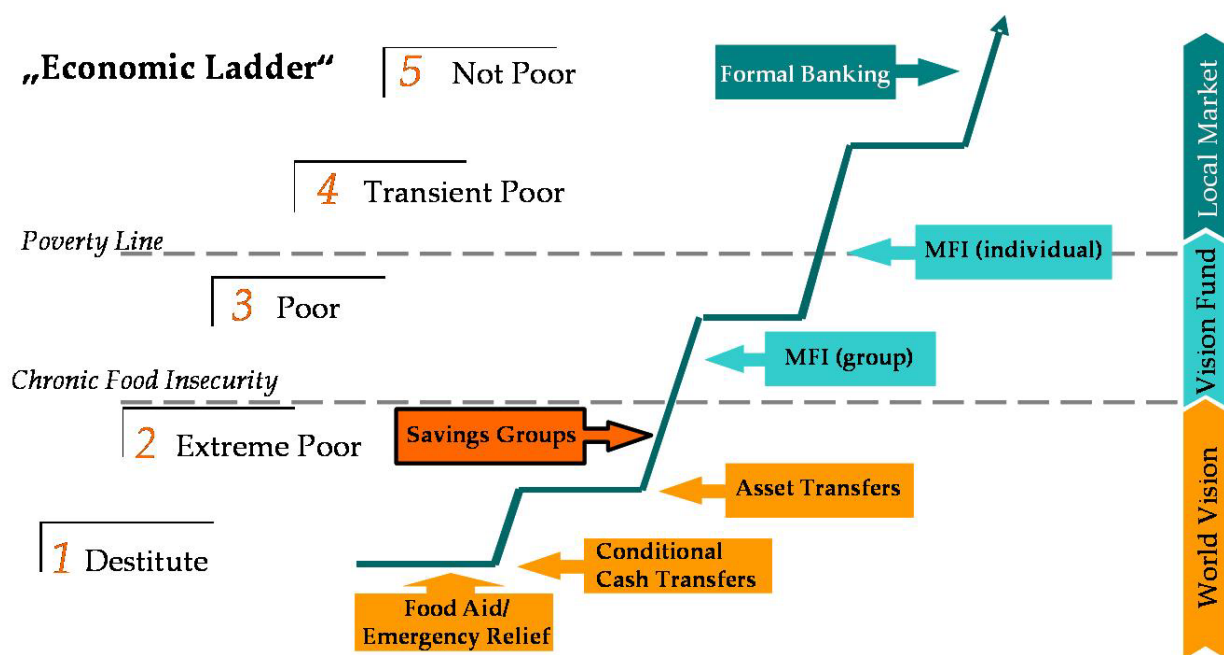 „Economic Ladder“
5 Not Poor
Formal Banking
4 Transient Poor
Poverty Line
MFI (individual)
3 Poor
MFI (group)
Chronic Food Insecurity
2 Extreme Poor
Savings Groups
Asset Transfers
1 Destitute
Conditional
Cash Transfers
Food Aid/
Emergency Relief
Local Market
Vision Fund
World Vision